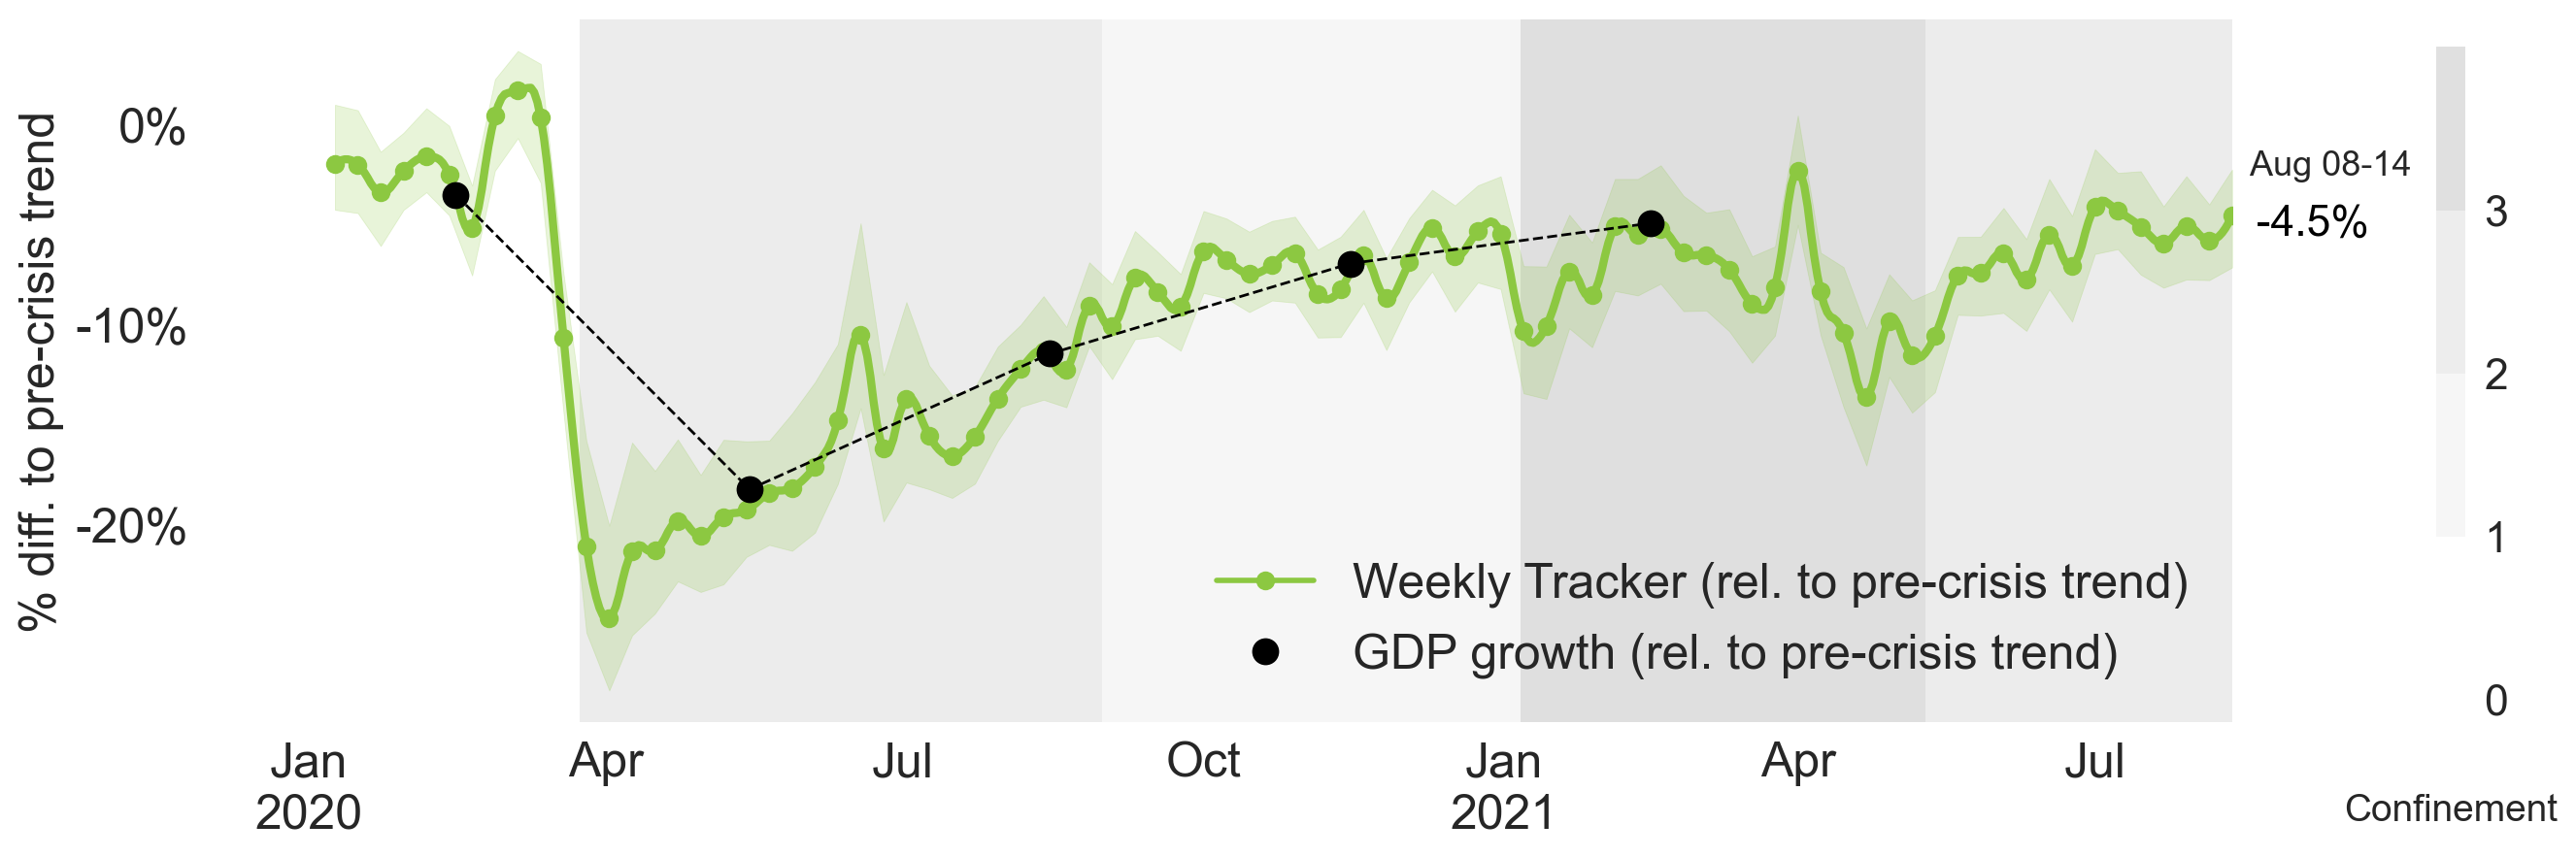 % diff. to pre-crisis trend
0%
-10%
-20%
Jan
2020
Apr
Jul
Oct
Jan
2021
Apr
Jul
Weekly Tracker (rel. to pre-crisis trend)
GDP growth (rel. to pre-crisis trend)
Aug 08-14
-4.5%
3
2
1
0
Confinement